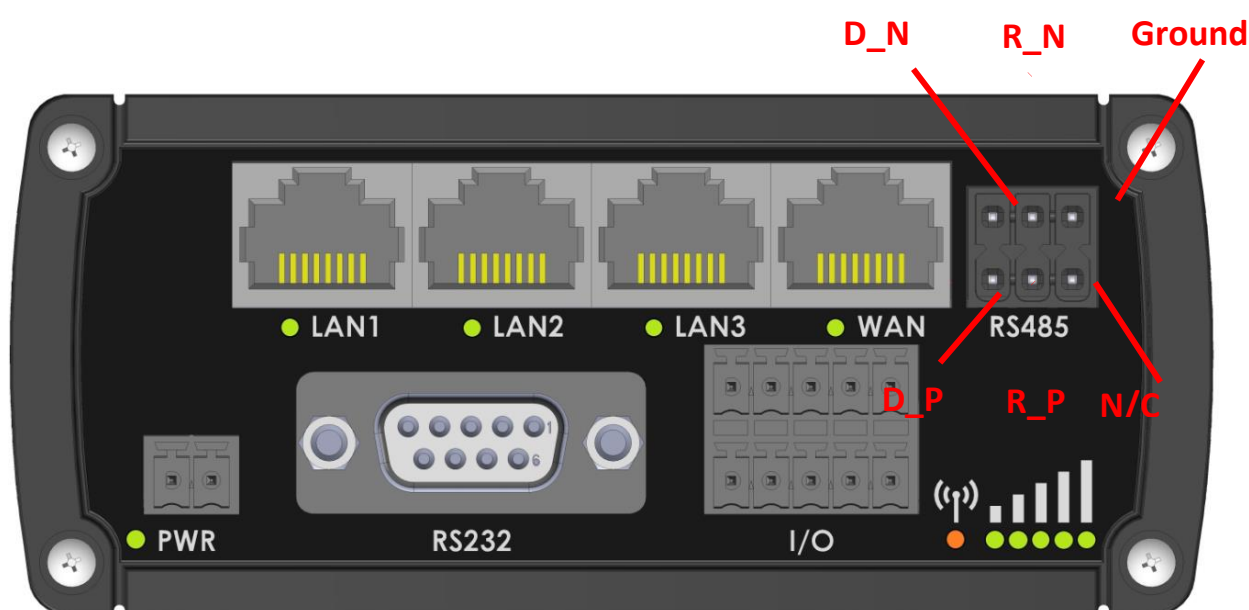 D_N R_N Ground
LAN1 LAN2 LAN3 WAN RS485
D_P R_P N/C
1
6
PWR RS232 I/O